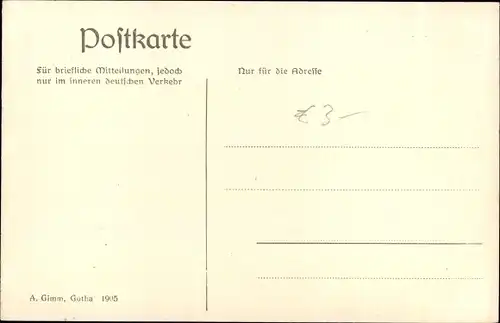 Postkarte
Für briefliche Mitteilungen, jedoch
nur im inneren deutschen Verkehr
Nur für die Adresse
€ 3,-
A. Gimm, Gotha 1905